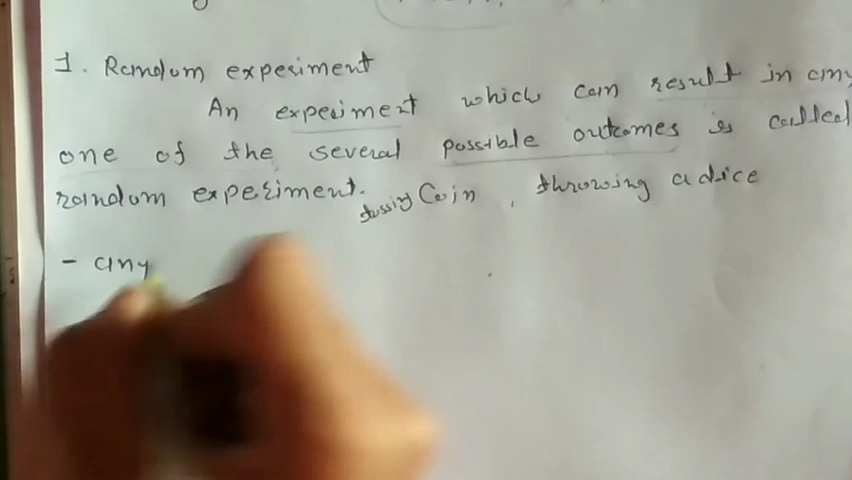 1. Random experiment
An experiment which can result in any
one of the several possible outcomes is called
random experiment. tossing Coin, throwing a dice
- any